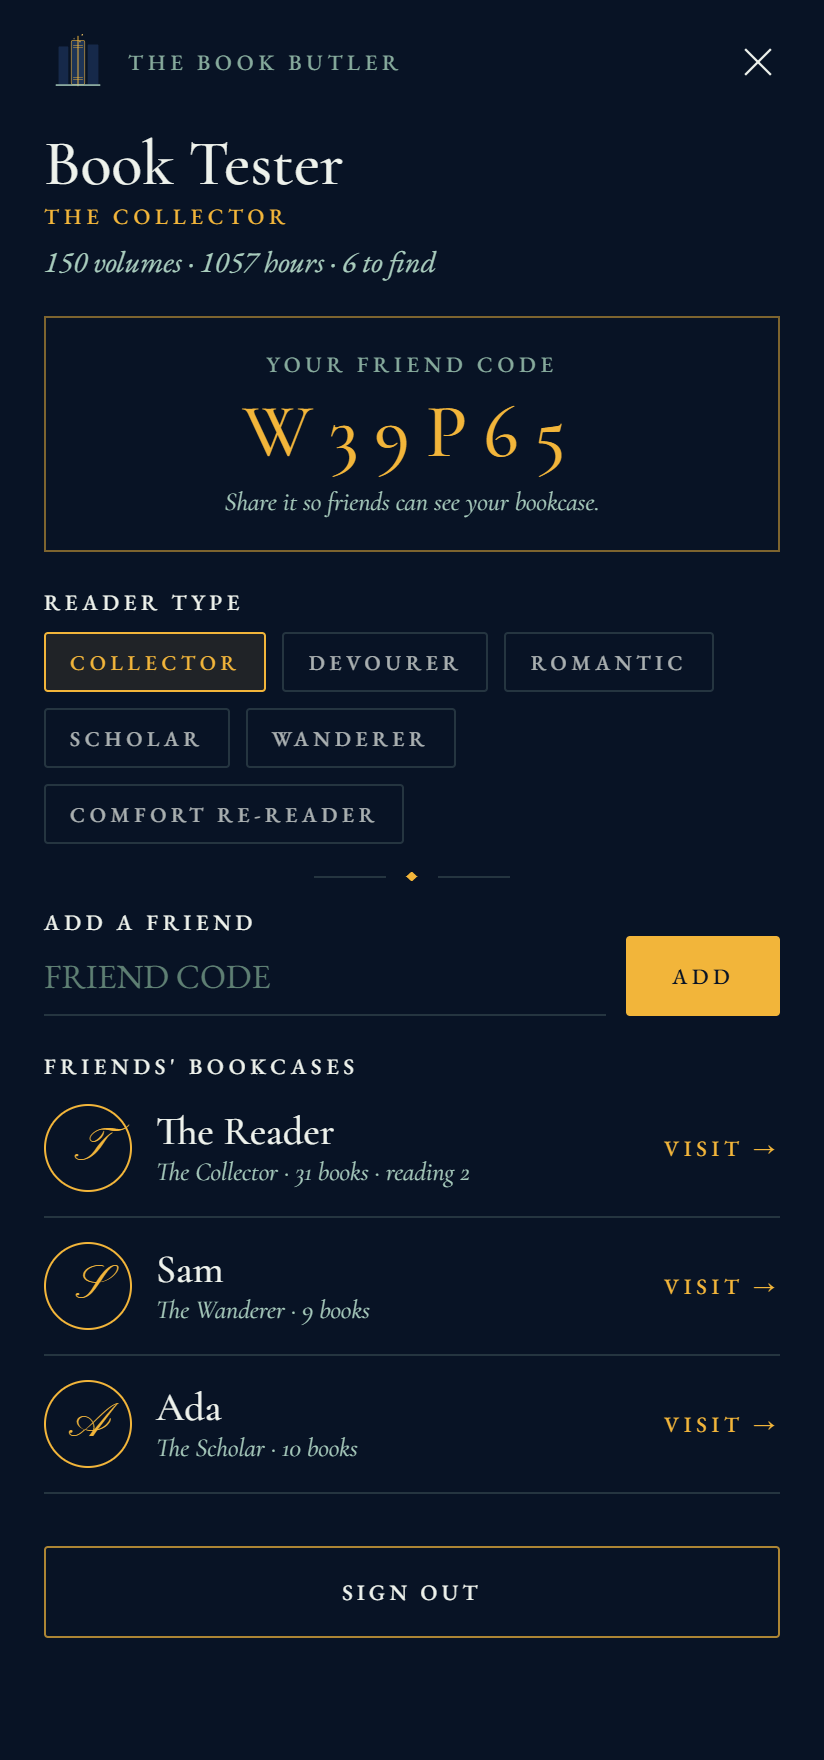 THE BOOK BUTLER
Book Tester
THE COLLECTOR
150 volumes · 1057 hours · 6 to find
YOUR FRIEND CODE
W39P65
Share it so friends can see your bookcase.
READER TYPE
COLLECTOR DEVOURER ROMANTIC
SCHOLAR WANDERER
COMFORT RE-READER
ADD A FRIEND
FRIEND CODE ADD
FRIENDS' BOOKCASES
T The Reader VISIT →
The Collector · 31 books · reading 2
S Sam VISIT →
The Wanderer · 9 books
A Ada VISIT →
The Scholar · 10 books
SIGN OUT